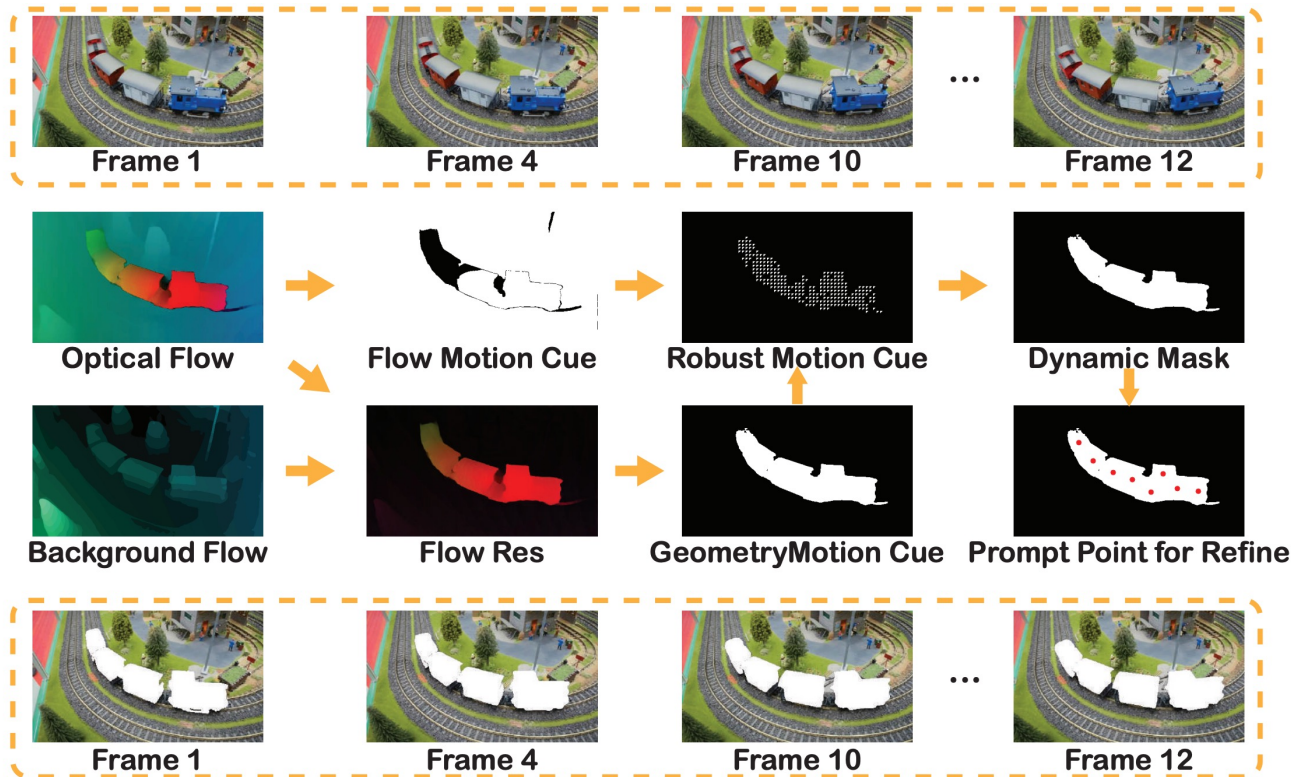 Frame 1
Frame 4
Frame 10
...
Frame 12
Optical Flow
Flow Motion Cue
Robust Motion Cue
Dynamic Mask
Background Flow
Flow Res
GeometryMotion Cue
Prompt Point for Refine
Frame 1
Frame 4
Frame 10
...
Frame 12